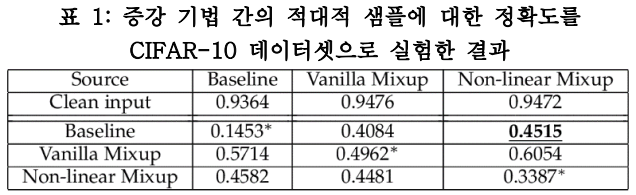 표 1: 증강 기법 간의 적대적 샘플에 대한 정확도를
CIFAR-10 데이터셋으로 실험한 결과
Source Baseline Vanilla Mixup Non-linear Mixup
Clean input 0.9364 0.9476 0.9472
Baseline 0.1453* 0.4084 0.4515
Vanilla Mixup 0.5714 0.4962* 0.6054
Non-linear Mixup 0.4582 0.4481 0.3387*